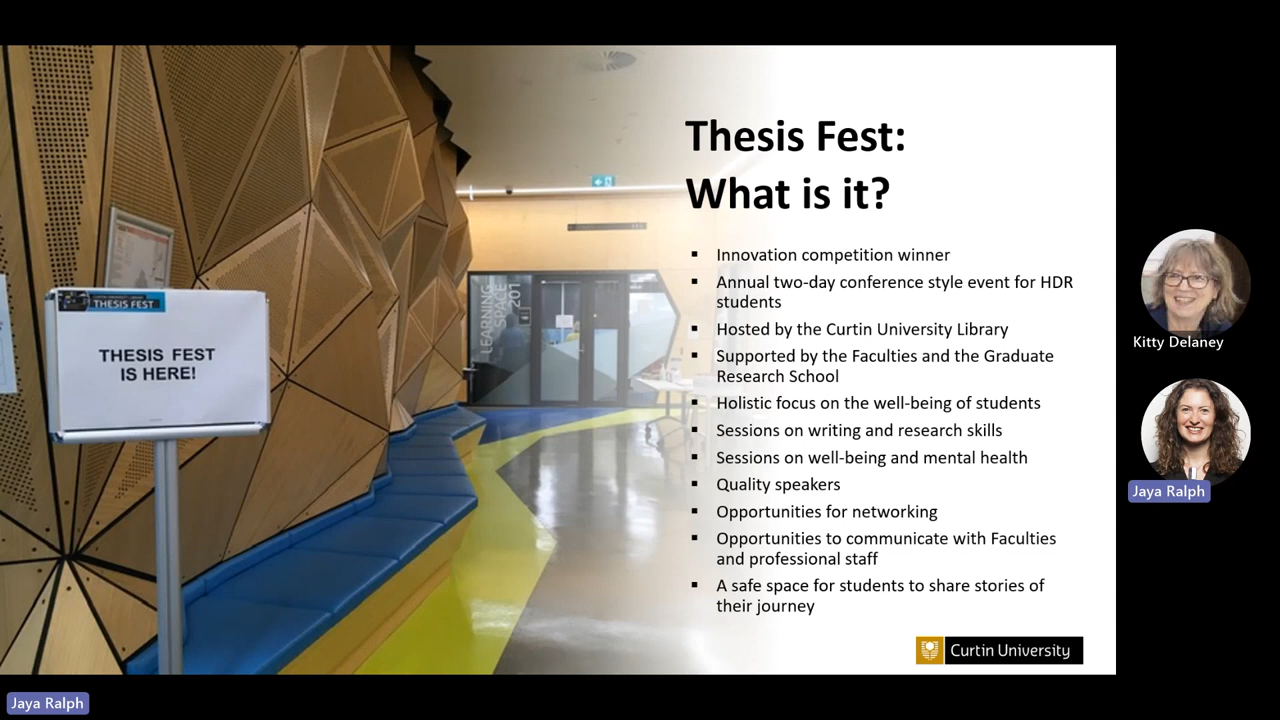 Thesis Fest:
What is it?
▪ Innovation competition winner
▪ Annual two-day conference style event for HDR
students
▪ Hosted by the Curtin University Library
▪ Supported by the Faculties and the Graduate
Research School
▪ Holistic focus on the well-being of students
▪ Sessions on writing and research skills
▪ Sessions on well-being and mental health
▪ Quality speakers
▪ Opportunities for networking
▪ Opportunities to communicate with Faculties
and professional staff
▪ A safe space for students to share stories of
their journey
Curtin University
CURTIN UNIVERSITY LIBRARY
THESIS FEST
THESIS FEST
IS HERE!
LEARNING
SPACE
201
Kitty Delaney
Jaya Ralph
Jaya Ralph